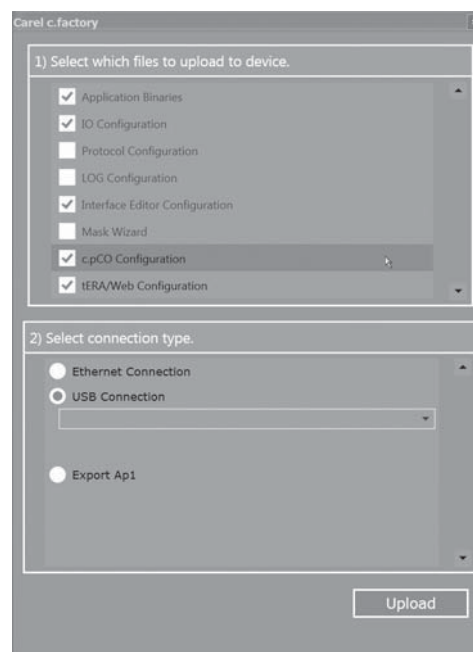 Carel c.factory
1) Select which files to upload to device.
Application Binaries
IO Configuration
Protocol Configuration
LOG Configuration
Interface Editor Configuration
Mask Wizard
c.pCO Configuration
tERA/Web Configuration
2) Select connection type.
Ethernet Connection
USB Connection
Export Ap1
Upload